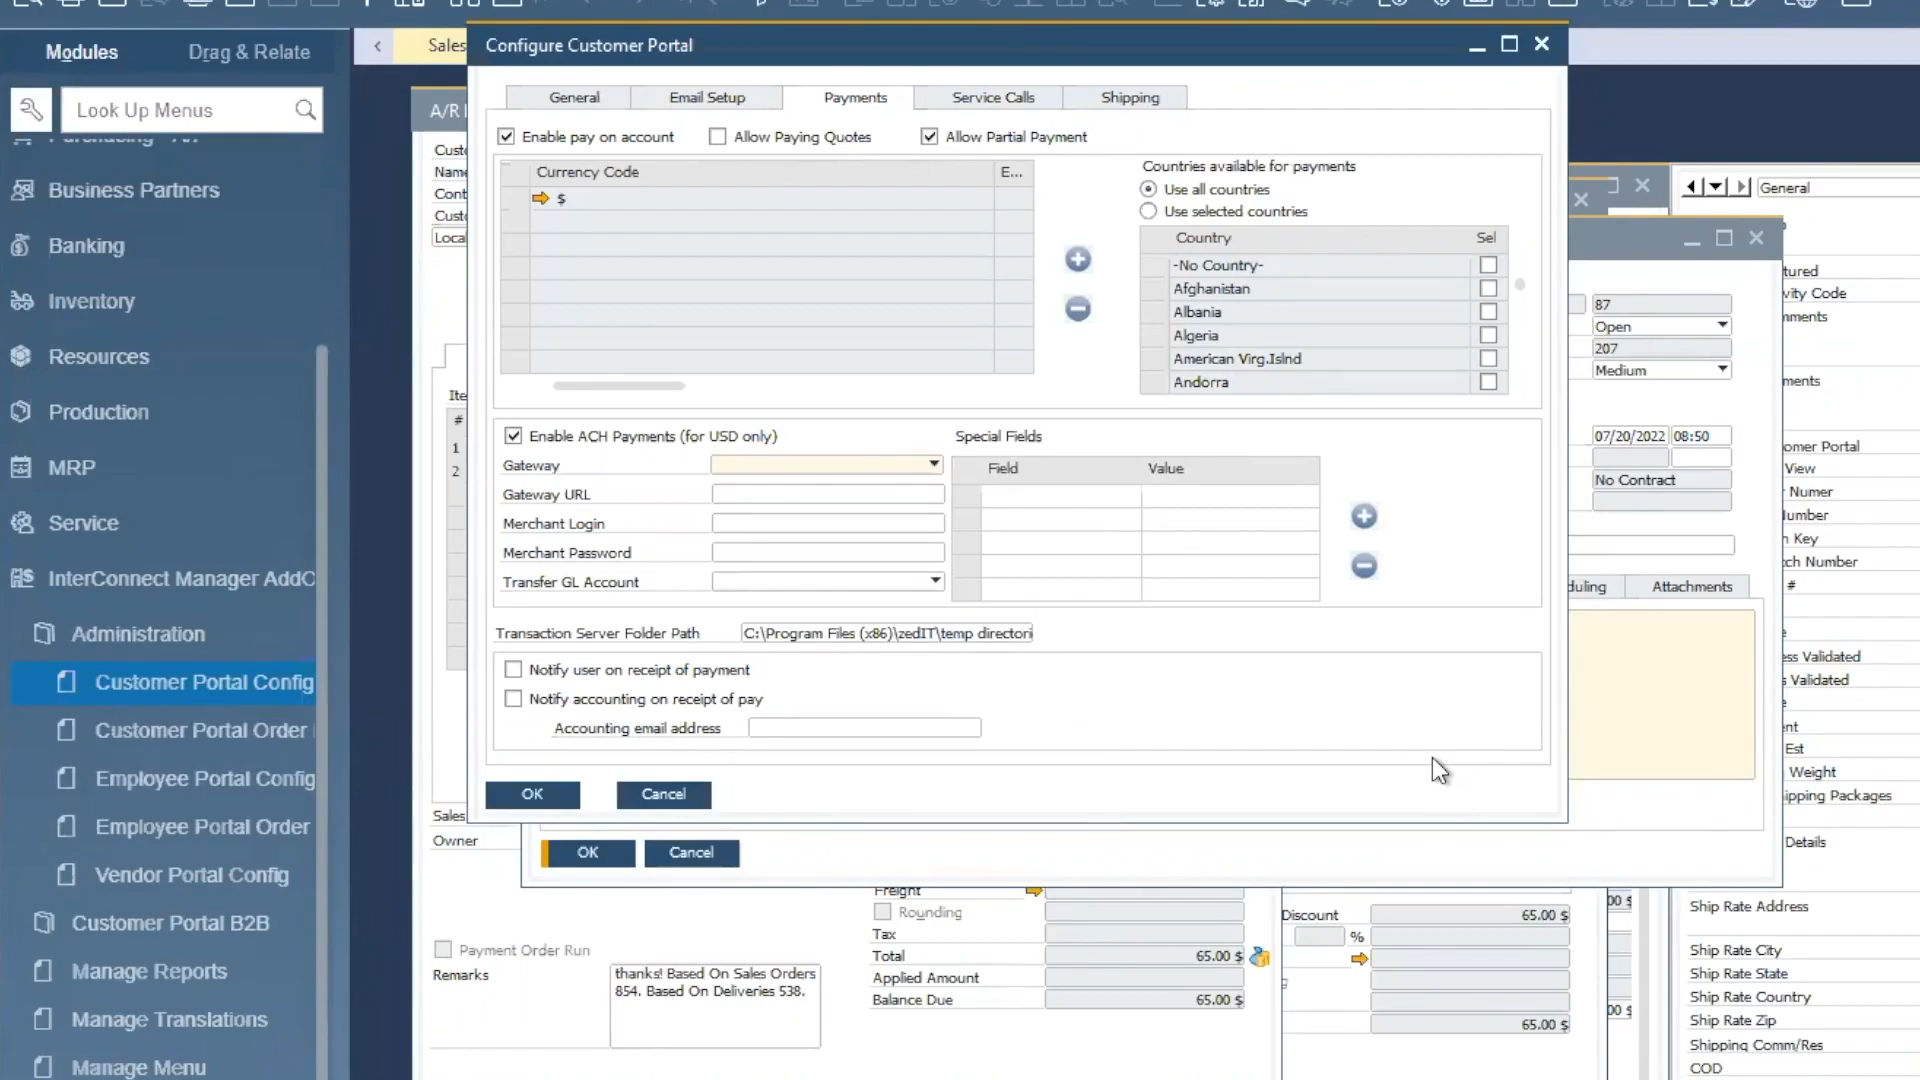 Modules
Drag & Relate
Look Up Menus
Business Partners
Banking
Inventory
Resources
Production
MRP
Service
InterConnect Manager AddO
Administration
Customer Portal Config
Customer Portal Order
Employee Portal Config
Employee Portal Order
Vendor Portal Config
Customer Portal B2B
Manage Reports
Manage Translations
Manage Menu
Sales
A/R
Custo
Name
Cont
Custo
Local
Ite
#
1
2
Sales
Owner
Configure Customer Portal
General
Email Setup
Payments
Service Calls
Shipping
Enable pay on account
Allow Paying Quotes
Allow Partial Payment
Currency Code
E...
$
Countries available for payments
Use all countries
Use selected countries
Country
Sel
-No Country-
Afghanistan
Albania
Algeria
American Virg.Islnd
Andorra
Enable ACH Payments (for USD only)
Special Fields
Gateway
Gateway URL
Merchant Login
Merchant Password
Transfer GL Account
Field
Value
Transaction Server Folder Path
C:\Program Files (x86)\zedIT\temp directori
Notify user on receipt of payment
Notify accounting on receipt of pay
Accounting email address
OK
Cancel
OK
Cancel
Payment Order Run
Remarks
thanks! Based On Sales Orders
854. Based On Deliveries 538.
Freight
Rounding
Tax
Total
65.00 $
Applied Amount
Balance Due
65.00 $
Discount
65.00 $
%
65.00 $
87
Open
207
Medium
07/20/2022
08:50
No Contract
duling
Attachments
General
tured
vity Code
mments
ments
omer Portal
View
r Numer
umber
n Key
tch Number
#
ess Validated
s Validated
ent
Est
Weight
ipping Packages
Details
Ship Rate Address
Ship Rate City
Ship Rate State
Ship Rate Country
Ship Rate Zip
Shipping Comm/Res
COD